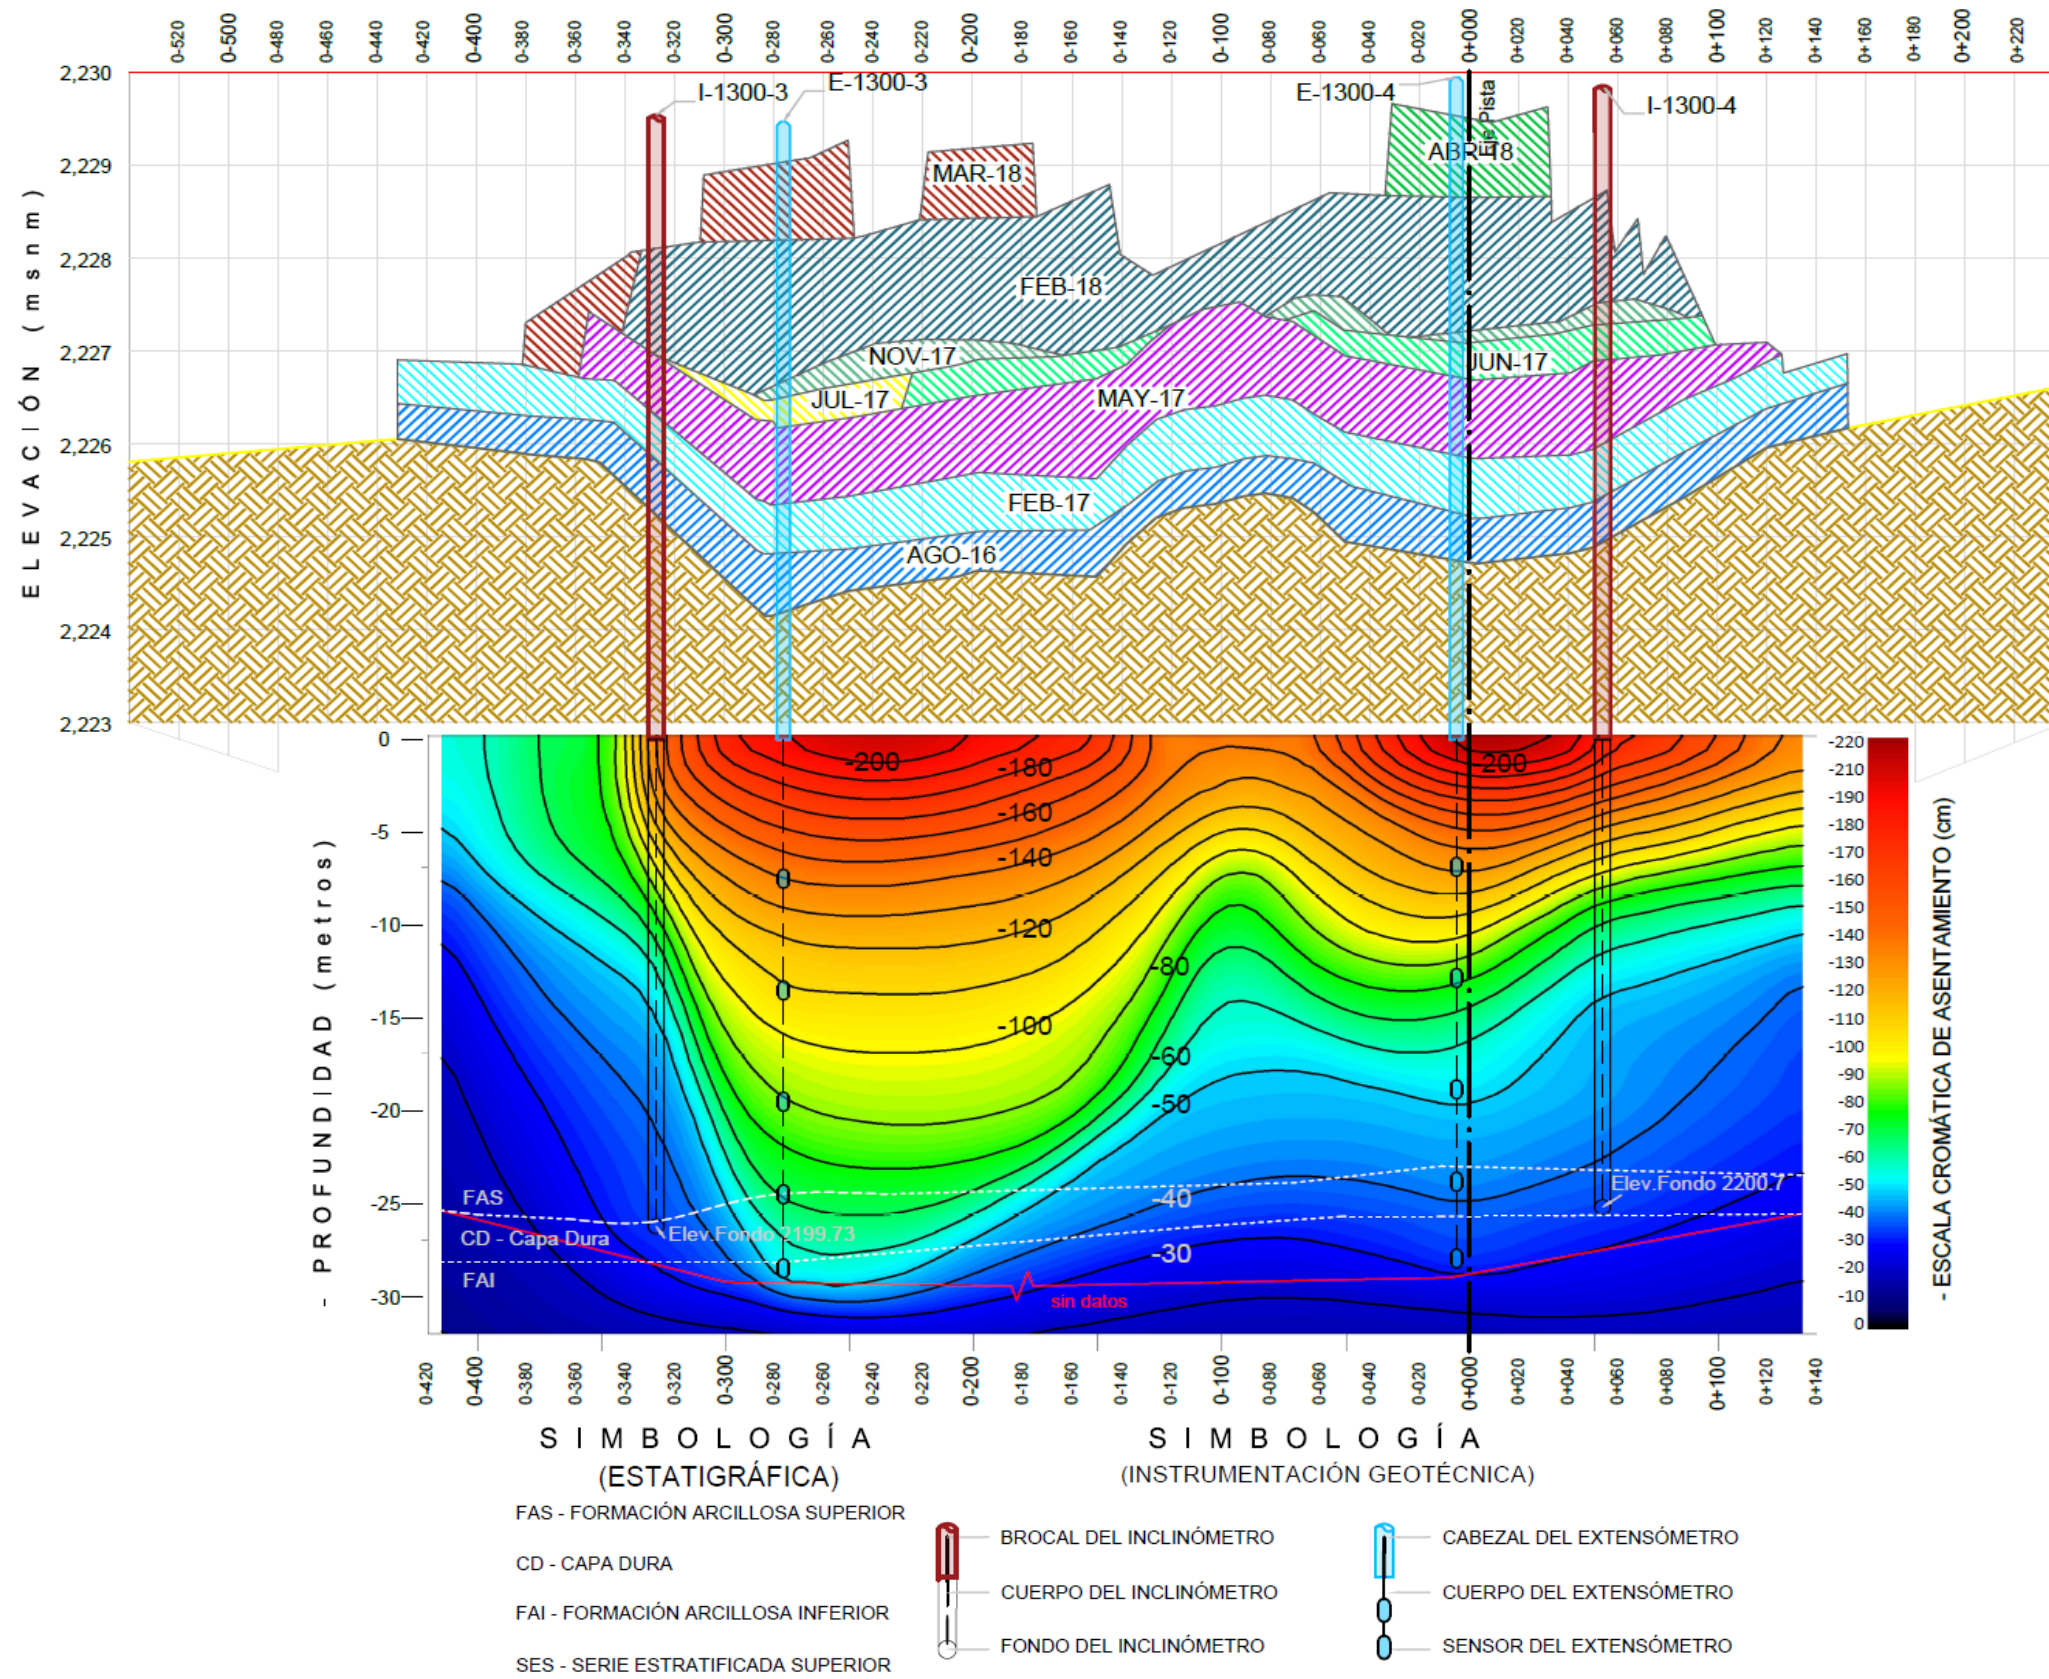 0-520 0-500 0-480 0-460 0-440 0-420 0-400 0-380 0-360 0-340 0-320 0-300 0-280 0-260 0-240 0-220 0-200 0-180 0-160 0-140 0-120 0-100 0-080 0-060 0-040 0-020 0+000 0+020 0+040 0+060 0+080 0+100 0+120 0+140 0+160 0+180 0+200 0+220
2,230
2,229
2,228
2,227
2,226
2,225
2,224
2,223
ELEVACIÓN (msnm)
I-1300-3
E-1300-3
E-1300-4
Eje Pista
I-1300-4
MAR-18
ABR-18
FEB-18
NOV-17
JUN-17
JUL-17
MAY-17
FEB-17
AGO-16
0
-5
-10
-15
-20
-25
-30
- PROFUNDIDAD (metros)
-200
-180
-200
-160
-140
-120
-80
-100
-60
-50
-40
-30
FAS
CD - Capa Dura
FAI
Elev.Fondo 2199.73
Elev.Fondo 2200.7
sin datos
-220
-210
-190
-180
-170
-160
-150
-140
-130
-120
-110
-100
-90
-80
-70
-60
-50
-40
-30
-20
-10
0
- ESCALA CROMÁTICA DE ASENTAMIENTO (cm)
0-420 0-400 0-360 0-340 0-320 0-300 0-280 0-260 0-240 0-220 0-200 0-180 0-160 0-140 0-120 0-100 0-080 0-060 0-040 0-020 0+000 0+020 0+040 0+060 0+080 0+100 0+120 0+140
SIMBOLOGÍA
(ESTATIGRÁFICA)
FAS - FORMACIÓN ARCILLOSA SUPERIOR
CD - CAPA DURA
FAI - FORMACIÓN ARCILLOSA INFERIOR
SES - SERIE ESTRATIFICADA SUPERIOR
SIMBOLOGÍA
(INSTRUMENTACIÓN GEOTÉCNICA)
BROCAL DEL INCLINÓMETRO
CUERPO DEL INCLINÓMETRO
FONDO DEL INCLINÓMETRO
CABEZAL DEL EXTENSÓMETRO
CUERPO DEL EXTENSÓMETRO
SENSOR DEL EXTENSÓMETRO